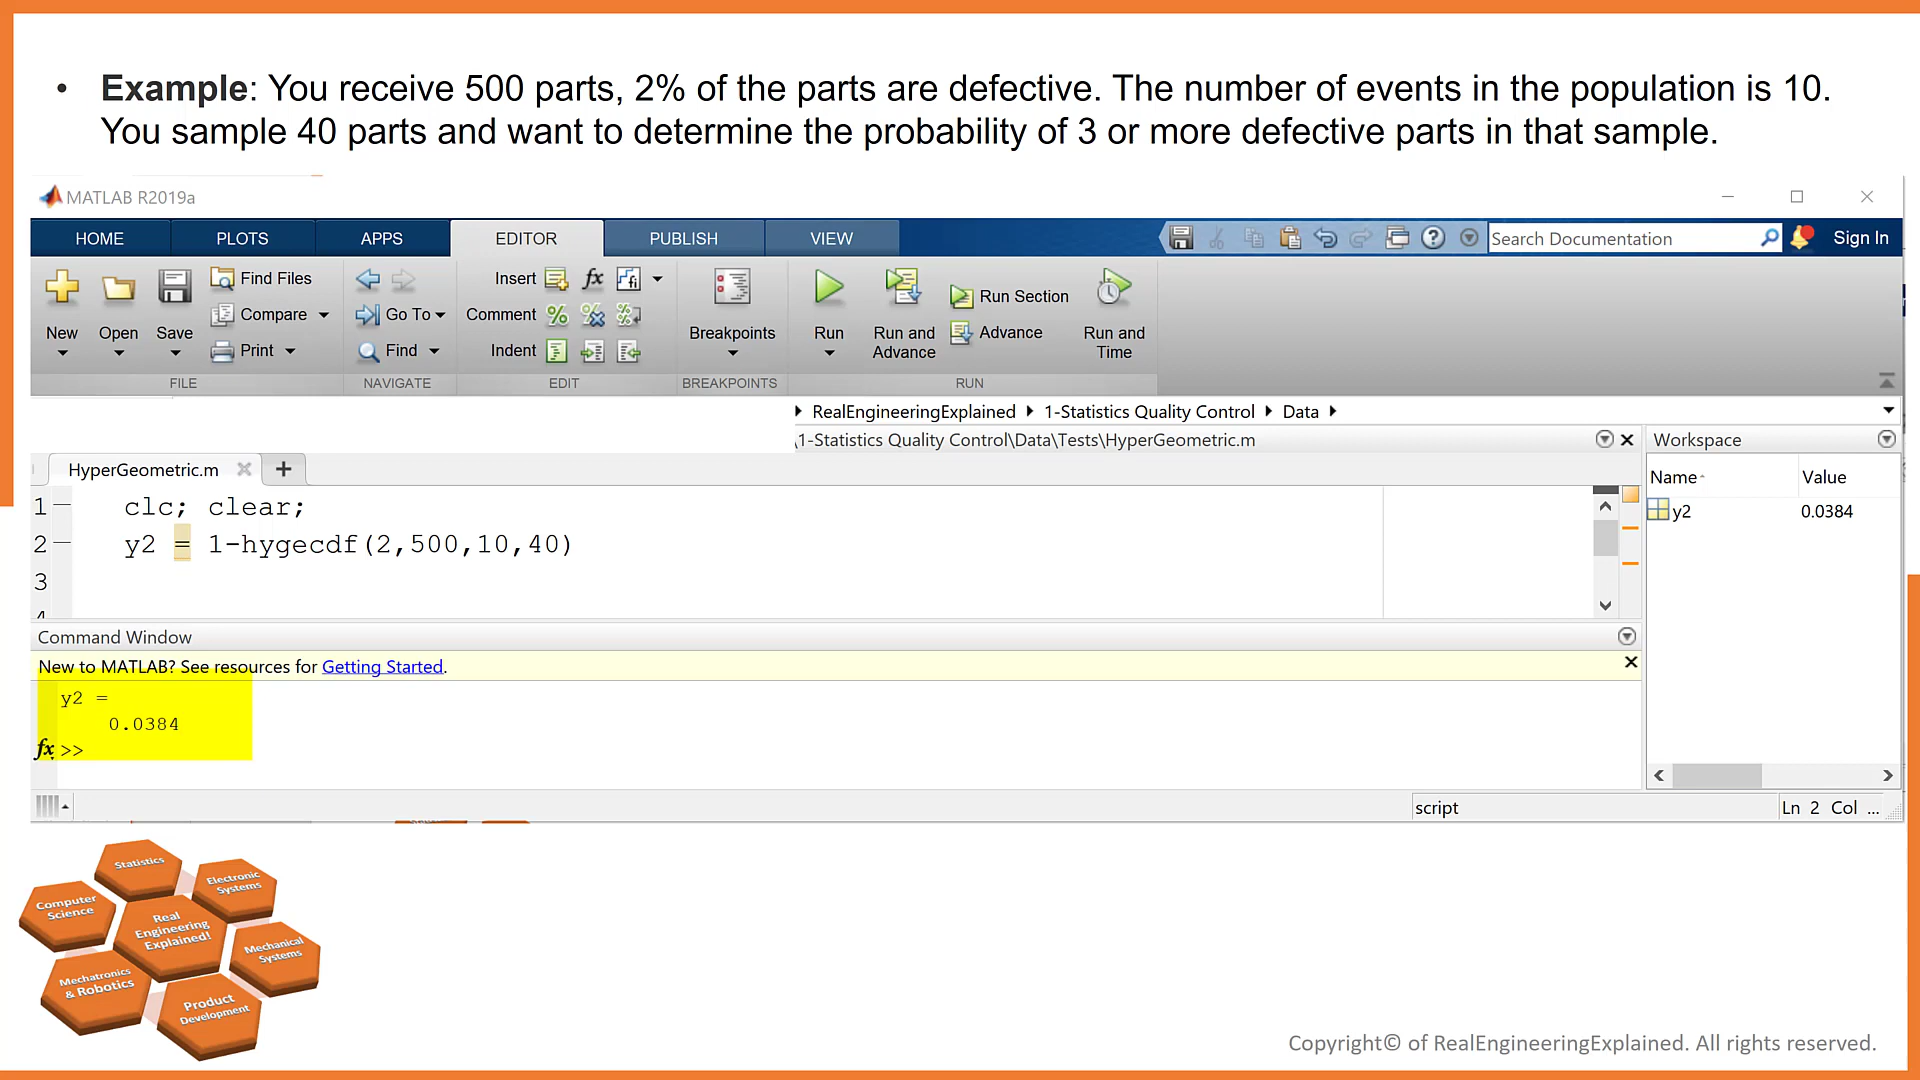 • Example: You receive 500 parts, 2% of the parts are defective. The number of events in the population is 10.
You sample 40 parts and want to determine the probability of 3 or more defective parts in that sample.
MATLAB R2019a
HOME PLOTS APPS EDITOR PUBLISH VIEW Search Documentation Sign In
New Open Save Find Files Compare Print
Go To Find
Insert fx fi
Comment % % %
Indent
Breakpoints
Run Run and Advance Run Section Advance Run and Time
FILE NAVIGATE EDIT BREAKPOINTS RUN
RealEngineeringExplained 1-Statistics Quality Control Data
\1-Statistics Quality Control\Data\Tests\HyperGeometric.m
Workspace
HyperGeometric.m +
Name Value
1 clc; clear;
y2 0.0384
2 y2 = 1-hygecdf(2,500,10,40)
3
4
Command Window
New to MATLAB? See resources for Getting Started.
y2 =
0.0384
fx >>
script Ln 2 Col ...
Statistics
Electronic
Systems
Computer
Science
Real
Engineering
Explained!
Mechanical
Systems
Mechatronics
& Robotics
Product
Development
Copyright© of RealEngineeringExplained. All rights reserved.